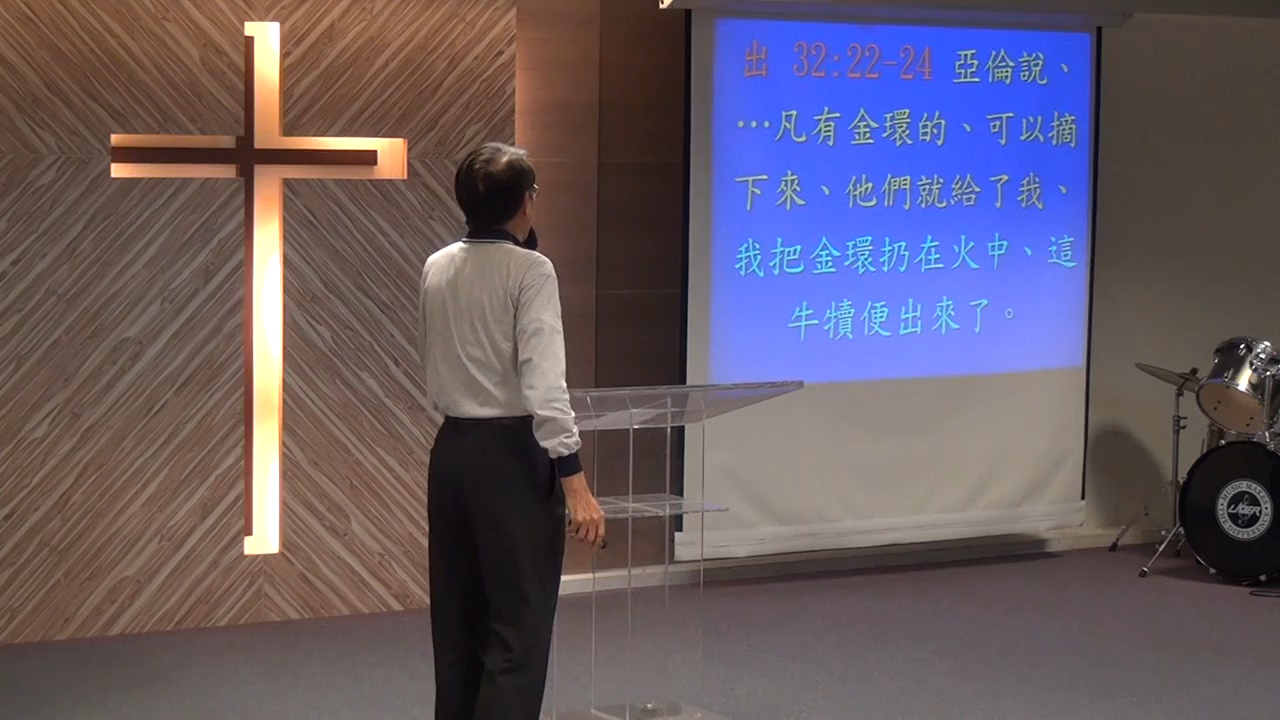 出 32:22-24 亞倫說、
…凡有金環的、可以摘
下來、他們就給了我、
我把金環扔在火中、這
牛犢便出來了。
MUSIC MAKES